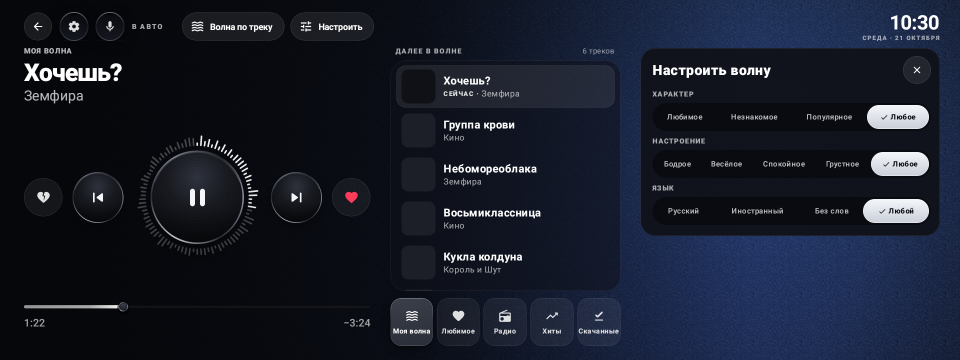 В АВТО
Волна по треку
Настроить
10:30
СРЕДА · 21 ОКТЯБРЯ
МОЯ ВОЛНА
Хочешь?
Земфира
1:22
−3:24
ДАЛЕЕ В ВОЛНЕ
6 треков
Хочешь?
СЕЙЧАС · Земфира
Группа крови
Кино
Небомореоблака
Земфира
Восьмиклассница
Кино
Кукла колдуна
Король и Шут
Моя волна
Любимое
Радио
Хиты
Скачанные
Настроить волну
ХАРАКТЕР
Любимое
Незнакомое
Популярное
Любое
НАСТРОЕНИЕ
Бодрое
Весёлое
Спокойное
Грустное
Любое
ЯЗЫК
Русский
Иностранный
Без слов
Любой